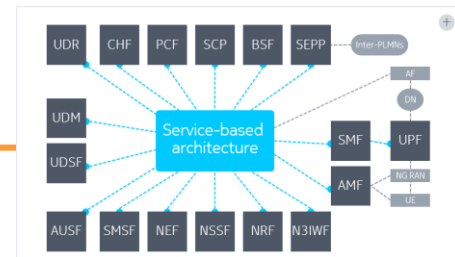 UDR
CHF
PCF
SCP
BSF
SEPP
Inter-PLMNs
AF
DN
UDM
Service-based
architecture
SMF
UPF
UDSF
NG RAN
AMF
UE
AUSF
SMSF
NEF
NSSF
NRF
N3IWF